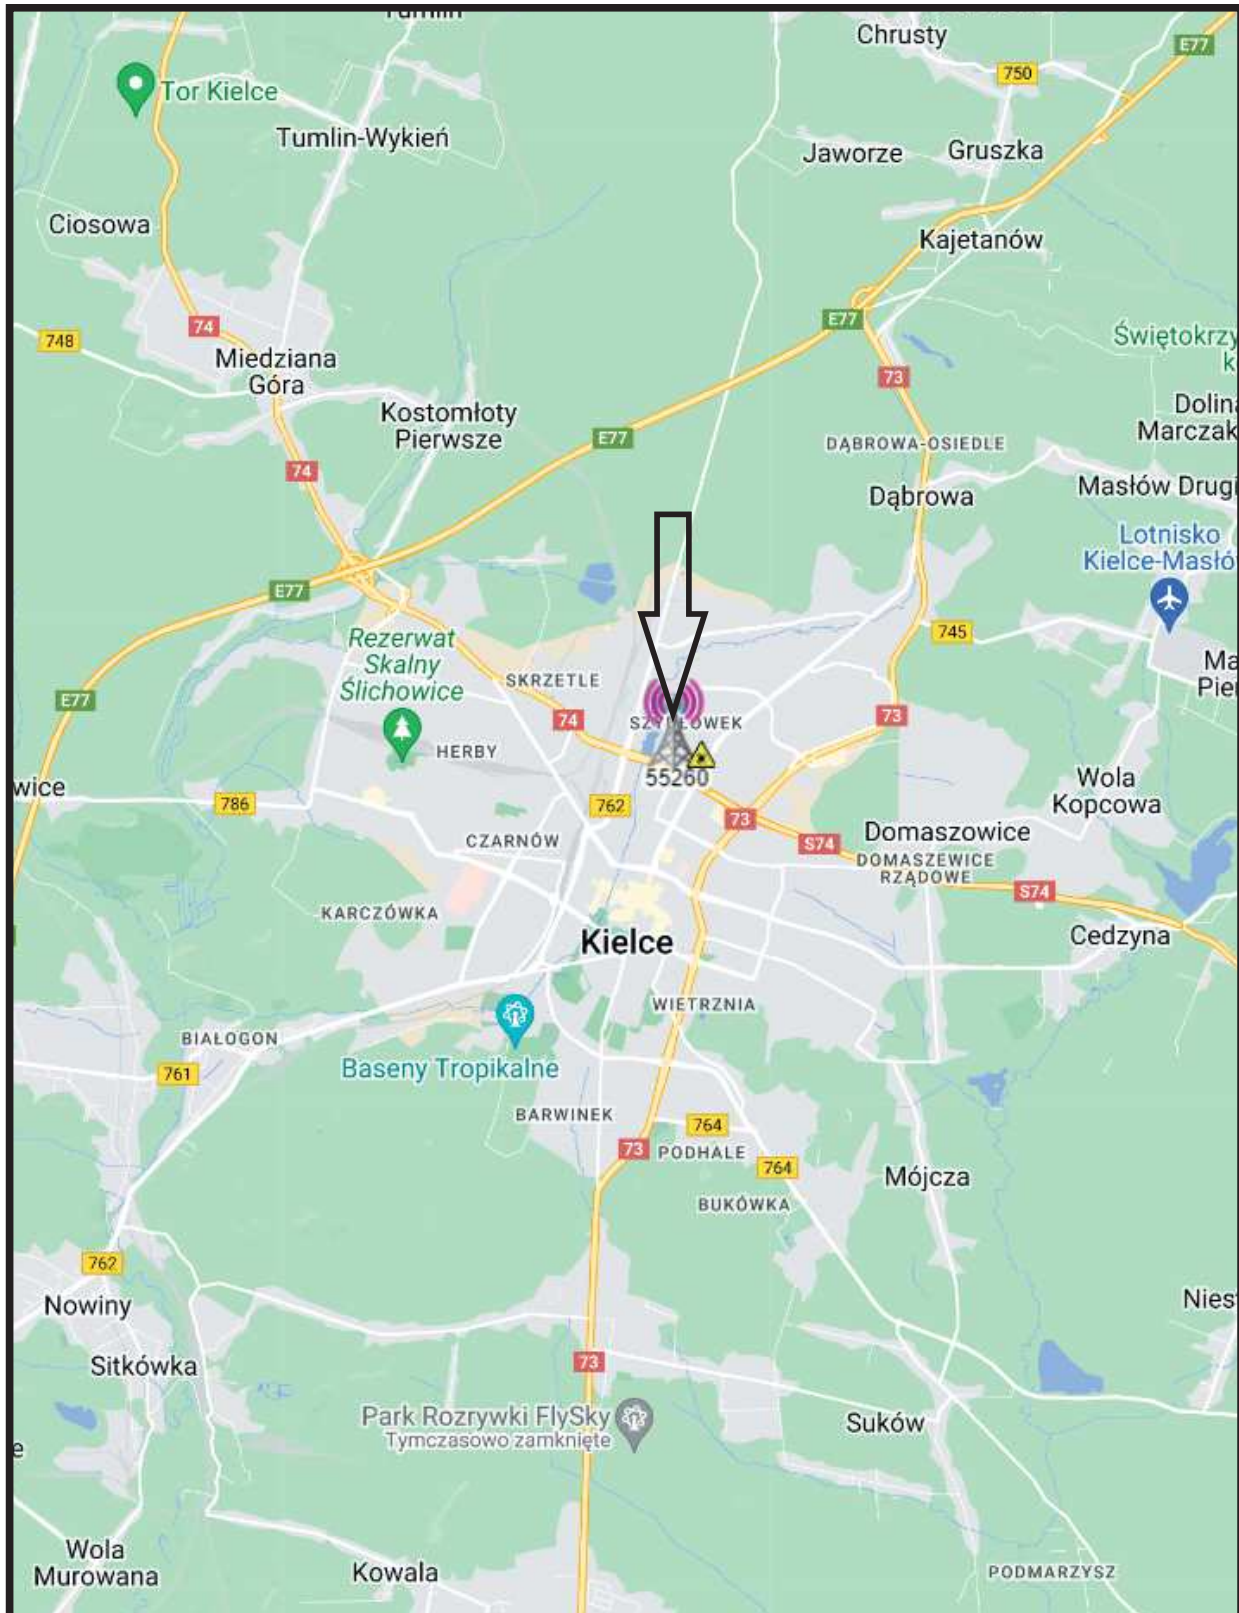 Tumlin
Chrusty
E77
750
Tor Kielce
Tumlin-Wykień
Jaworze
Gruszka
Ciosowa
Kajetanów
74
E77
748
Miedziana
Góra
Świętokrzy
k
73
Kostomłoty
Pierwsze
Dolina
Marczak
E77
DĄBROWA-OSIEDLE
74
Dąbrowa
Masłów Drugi
Lotnisko
Kielce-Masłó
E77
745
Rezerwat
Skalny
Ślichowice
Ma
Pier
SKRZETLE
E77
74
73
HERBY
55260
wice
786
762
Wola
Kopcowa
73
CZARNÓW
S74
Domaszowice
DOMASZEWICE
RZĄDOWE
S74
KARCZÓWKA
Kielce
Cedzyna
WIETRZNIA
BIAŁOGON
Baseny Tropikalne
761
BARWINEK
764
73
PODHALE
764
Mójcza
BUKÓWKA
762
Nowiny
Nies
Sitkówka
73
Park Rozrywki FlySky
Tymczasowo zamknięte
Suków
e
Wola
Murowana
Kowala
PODMARZYSZ